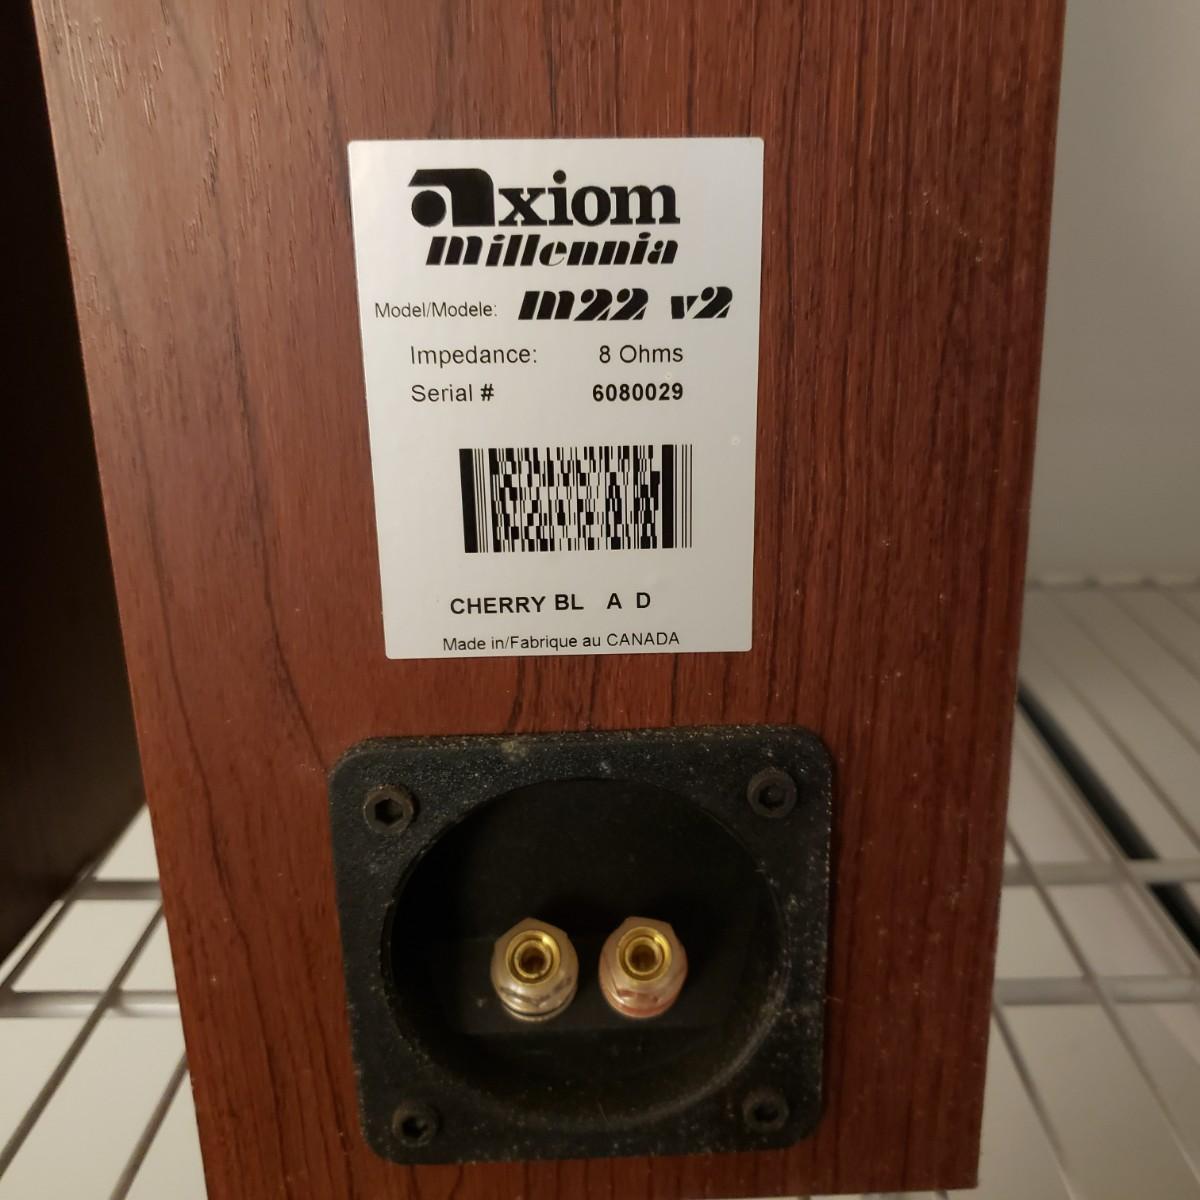 axiom
millennia
Model/Modele: m22 v2
Impedance: 8 Ohms
Serial # 6080029
CHERRY BL A D
Made in/Fabrique au CANADA